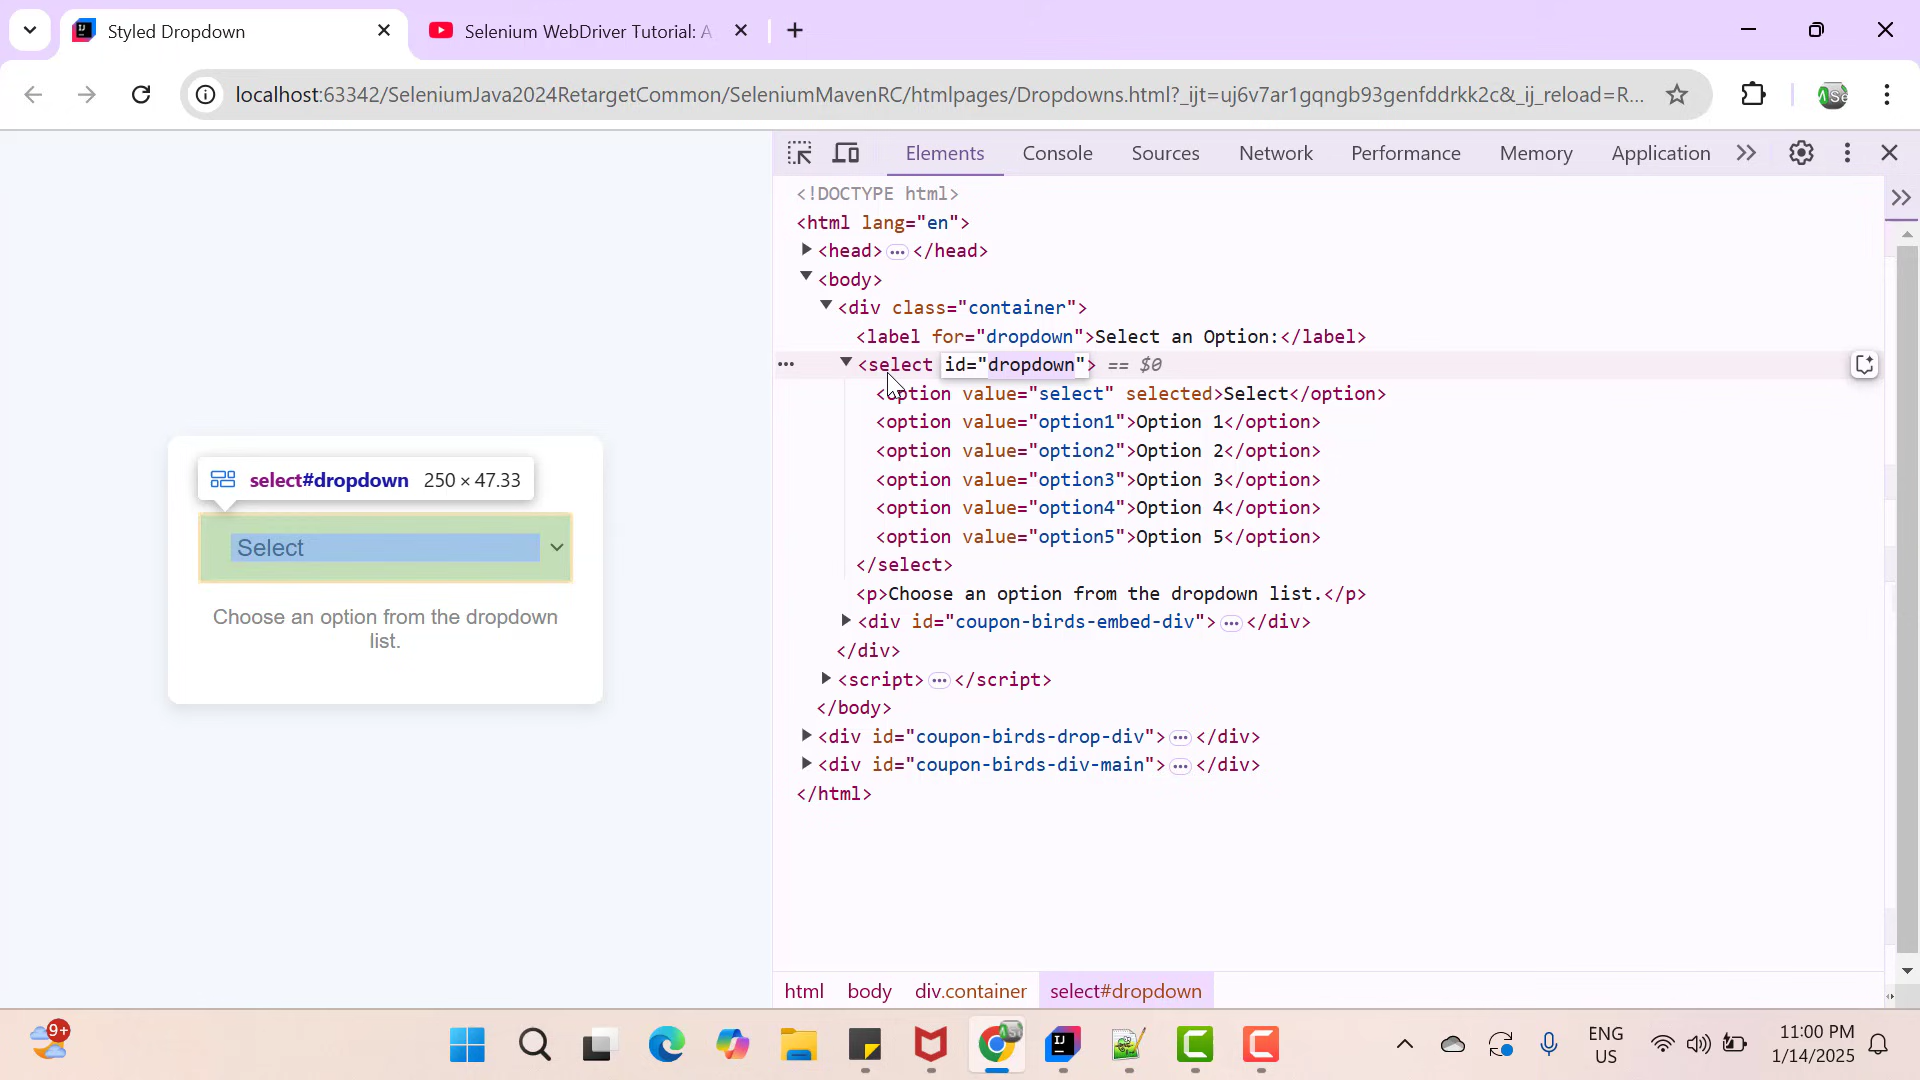 Styled Dropdown
Selenium WebDriver Tutorial: A
localhost:63342/SeleniumJava2024RetargetCommon/SeleniumMavenRC/htmlpages/Dropdowns.html?_ijt=uj6v7ar1gqngb93genfddrkk2c&_ij_reload=R...
Elements Console Sources Network Performance Memory Application
<!DOCTYPE html>
<html lang="en">
<head> ... </head>
<body>
<div class="container">
<label for="dropdown">Select an Option:</label>
<select id="dropdown"> == $0
<option value="select" selected>Select</option>
<option value="option1">Option 1</option>
<option value="option2">Option 2</option>
<option value="option3">Option 3</option>
<option value="option4">Option 4</option>
<option value="option5">Option 5</option>
</select>
<p>Choose an option from the dropdown list.</p>
<div id="coupon-birds-embed-div"> ... </div>
</div>
<script> ... </script>
</body>
<div id="coupon-birds-drop-div"> ... </div>
<div id="coupon-birds-div-main"> ... </div>
</html>
select#dropdown 250 × 47.33
Select
Choose an option from the dropdown
list.
html body div.container select#dropdown
9+
ENG
US
11:00 PM
1/14/2025